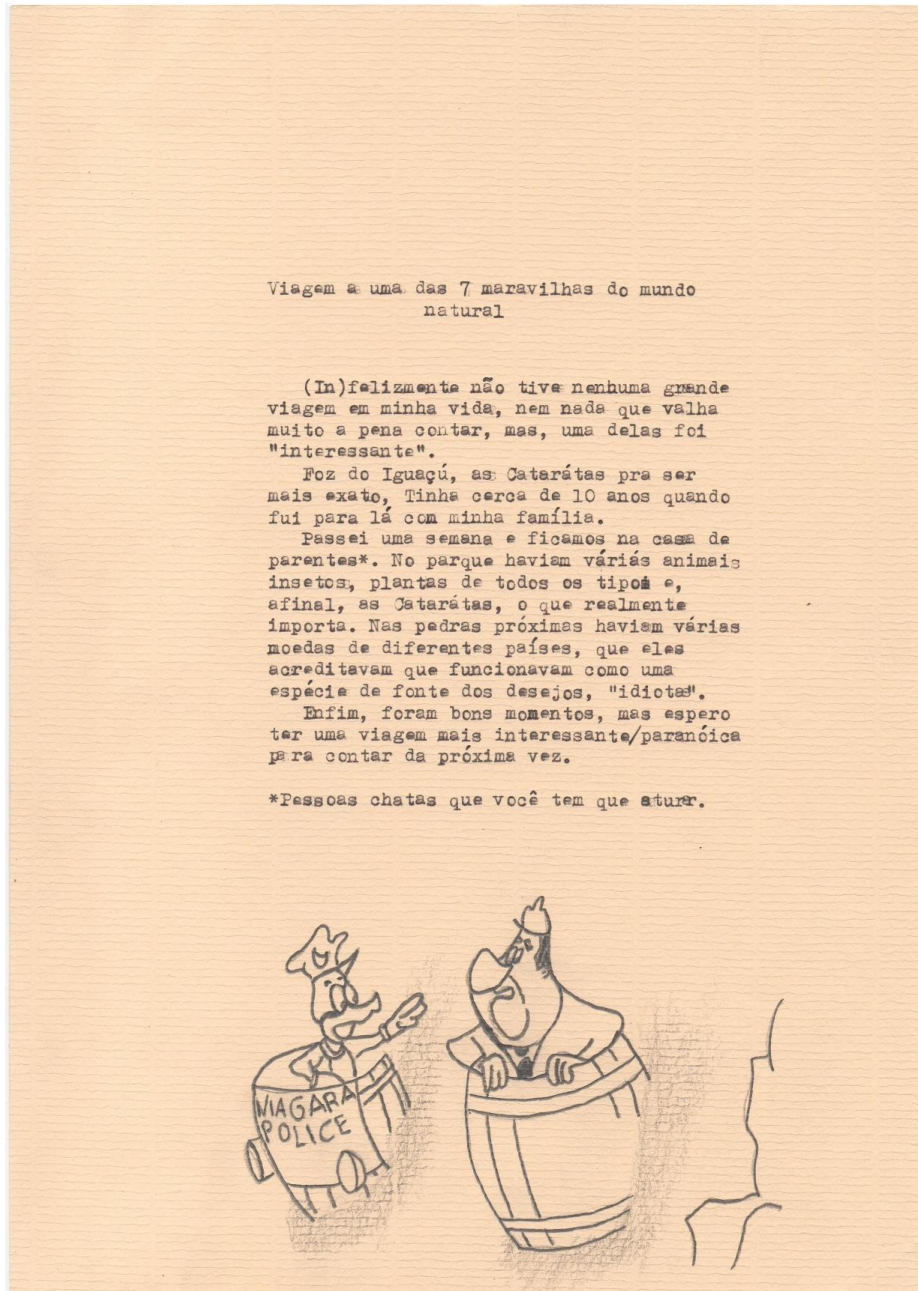 Viagem a uma das 7 maravilhas do mundo
natural
(In)felizmente não tive nenhuma grande
viagem em minha vida, nem nada que valha
muito a pena contar, mas, uma delas foi
"interessante".
Foz do Iguaçú, as Catarátas pra ser
mais exato, Tinha cerca de 10 anos quando
fui para lá com minha família.
Passei uma semana e ficamos na casa de
parentes*. No parque haviam váriás animais
insetos, plantas de todos os tipos e,
afinal, as Catarátas, o que realmente
importa. Nas pedras próximas haviam várias
moedas de diferentes países, que eles
acreditavam que funcionavam como uma
espécie de fonte dos desejos, "idiotas".
Enfim, foram bons momentos, mas espero
ter uma viagem mais interessante/paranóica
para contar da próxima vez.
*Pessoas chatas que você tem que aturar.
NIAGARA
POLICE